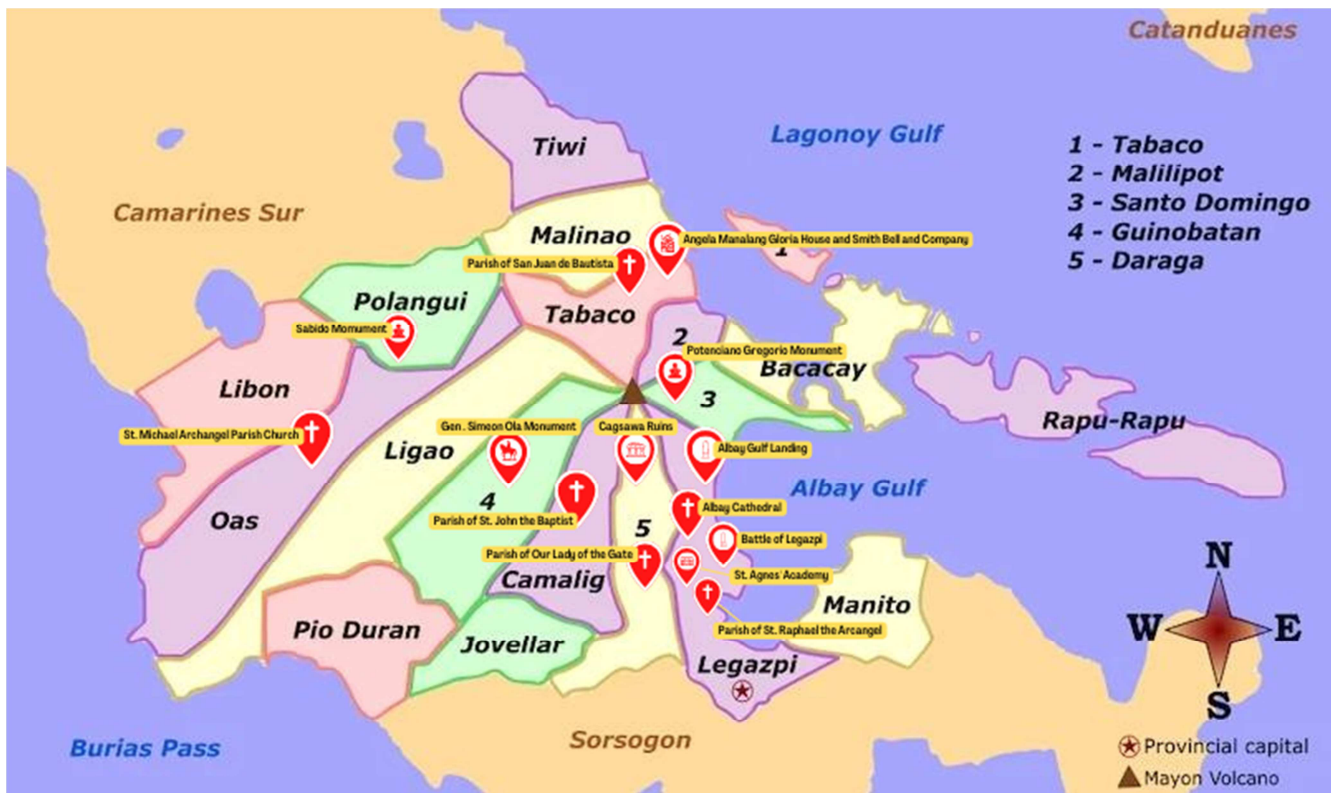 Catanduanes
Lagonoy Gulf
Tiwi
1 - Tabaco
2 - Malilipot
3 - Santo Domingo
4 - Guinobatan
5 - Daraga
Camarines Sur
Malinao
Angela Manalang Gloria House and Smith Bell and Company
1
Parish of San Juan de Bautista
Polangui
Tabaco
Sabido Momument
2
Potenciano Gregorio Monument
Bacacay
Libon
3
Rapu-Rapu
St. Michael Archangel Parish Church
Gen. Simeon Ola Monument
Cagsawa Ruins
Ligao
Albay Gulf Landing
Albay Gulf
4
Oas
Albay Cathedral
Parish of St. John the Baptist
5
Battle of Legazpi
Parish of Our Lady of the Gate
Camalig
St. Agnes' Academy
Manito
N
W
E
S
Pio Duran
Parish of St. Raphael the Arcangel
Jovellar
Legazpi
Burias Pass
Sorsogon
Provincial capital
Mayon Volcano